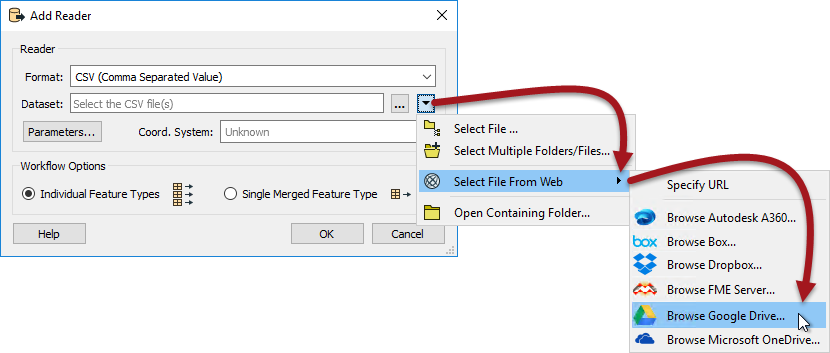 Add Reader
Reader
Format: CSV (Comma Separated Value)
Dataset: Select the CSV file(s) ...
Parameters... Coord. System: Unknown
Workflow Options
Individual Feature Types Single Merged Feature Type
Help OK Cancel
Select File ...
Select Multiple Folders/Files...
Select File From Web
Open Containing Folder...
Specify URL
Browse Autodesk A360...
box Browse Box...
Browse Dropbox...
Browse FME Server...
Browse Google Drive...
Browse Microsoft OneDrive...